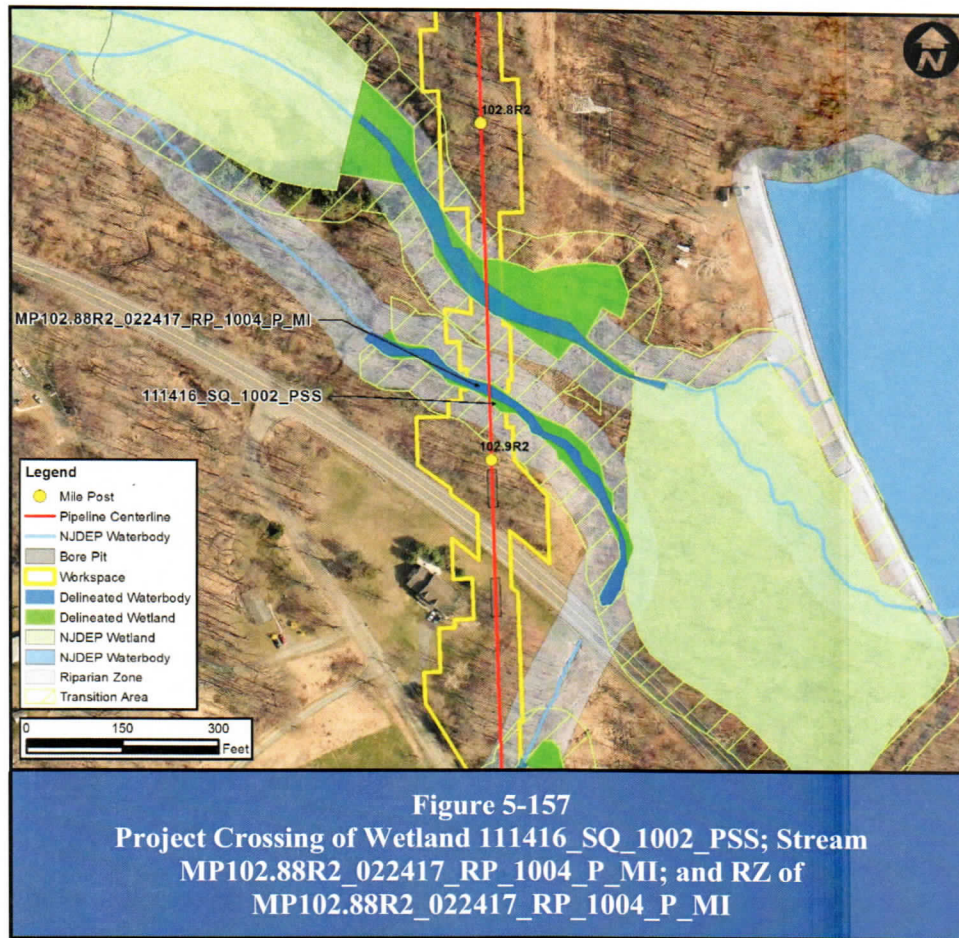 N
102.8R2
MP102.88R2_022417_RP_1004_P_MI
111416_SQ_1002_PSS
102.9R2
Legend
Mile Post
Pipeline Centerline
NJDEP Waterbody
Bore Pit
Workspace
Delineated Waterbody
Delineated Wetland
NJDEP Wetland
NJDEP Waterbody
Riparian Zone
Transition Area
0 150 300
Feet
Figure 5-157
Project Crossing of Wetland 111416_SQ_1002_PSS; Stream
MP102.88R2_022417_RP_1004_P_MI; and RZ of
MP102.88R2_022417_RP_1004_P_MI